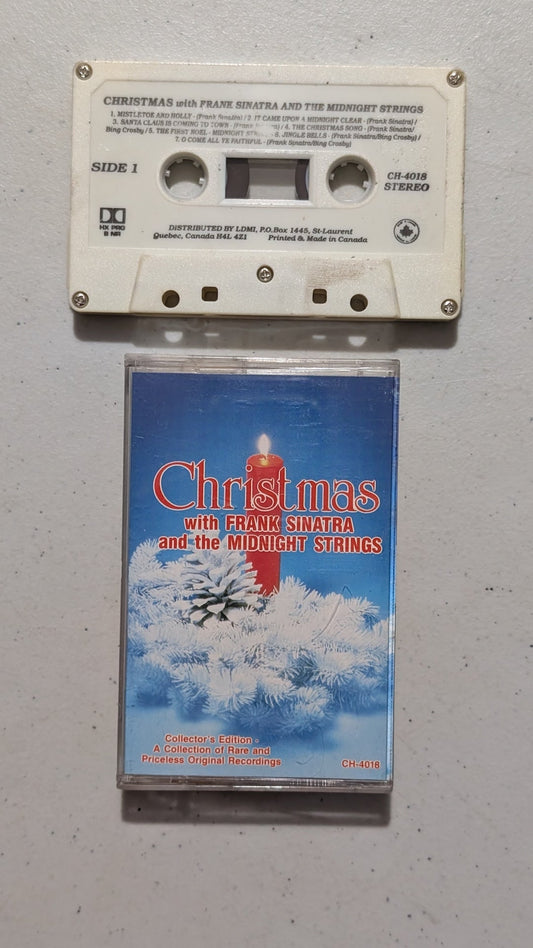 CHRISTMAS with FRANK SINATRA AND THE MIDNIGHT STRINGS
1. MISTLETOE AND HOLLY - (Frank Sinatra) / 2. IT CAME UPON A MIDNIGHT CLEAR - (Frank Sinatra) /
3. SANTA CLAUS IS COMING TO TOWN - (Frank Sinatra) / 4. THE CHRISTMAS SONG - (Frank Sinatra/
Bing Crosby) / 5. THE FIRST NOEL - MIDNIGHT / 6. JINGLE BELLS - (Frank Sinatra/Bing Crosby) /
7. O COME ALL YE FAITHFUL - (Frank Sinatra/Bing Crosby)
SIDE 1
CH-4018
STEREO
HX PRO
B NR
DISTRIBUTED BY LDMI, P.O.Box 1445, St-Laurent
Quebec, Canada H4L 4Z1 Printed & Made in Canada
Christmas
with FRANK SINATRA
and the MIDNIGHT STRINGS
Collector's Edition -
A Collection of Rare and
Priceless Original Recordings
CH-4018